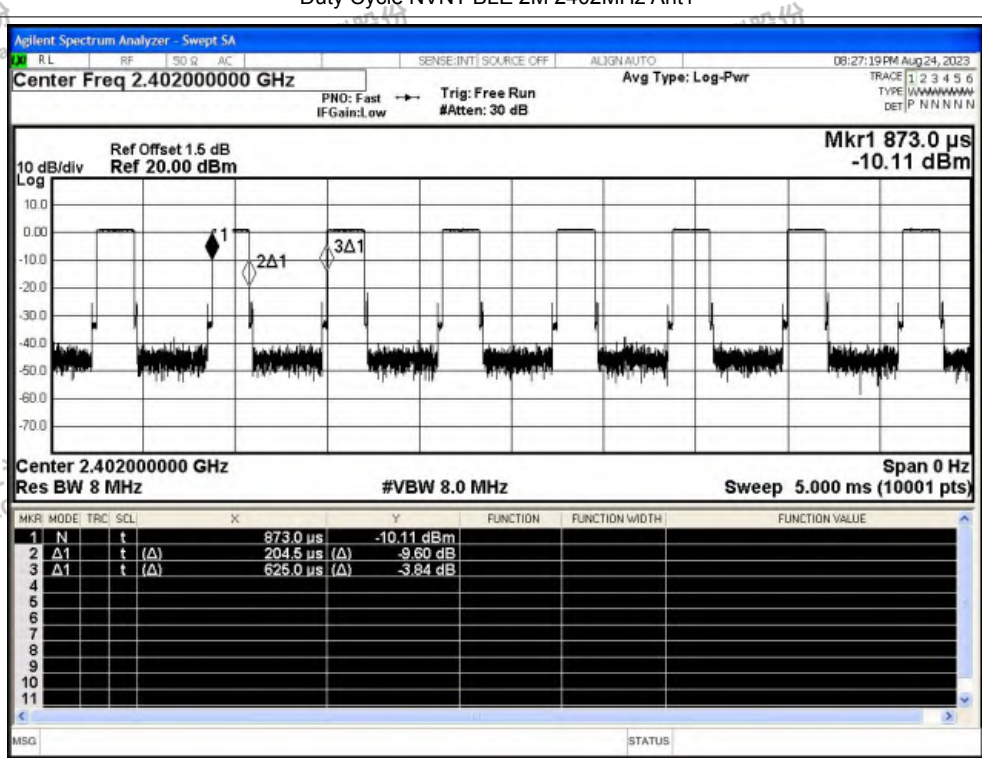 Duty Cycle NVNT BLE 2M 2402MHz Ant1
Agilent Spectrum Analyzer - Swept SA
RL RF 50 Ω AC SENSE:INT SOURCE OFF ALIGN AUTO 08:27:19 PM Aug 24, 2023
Center Freq 2.402000000 GHz
PNO: Fast
IFGain:Low
Trig: Free Run
#Atten: 30 dB
Avg Type: Log-Pwr
TRACE 1 2 3 4 5 6
TYPE WWWWWW
DET P N N N N N
Mkr1 873.0 µs
-10.11 dBm
Ref Offset 1.5 dB
10 dB/div Ref 20.00 dBm
Log
10.0
0.00
-10.0
-20.0
-30.0
-40.0
-50.0
-60.0
-70.0
1
2Δ1
3Δ1
Center 2.402000000 GHz Span 0 Hz
Res BW 8 MHz #VBW 8.0 MHz Sweep 5.000 ms (10001 pts)
MKR MODE TRC SCL X Y FUNCTION FUNCTION WIDTH FUNCTION VALUE
1 N t 873.0 µs -10.11 dBm
2 Δ1 t (Δ) 204.5 µs (Δ) -9.60 dB
3 Δ1 t (Δ) 625.0 µs (Δ) -3.84 dB
4
5
6
7
8
9
10
11
MSG STATUS